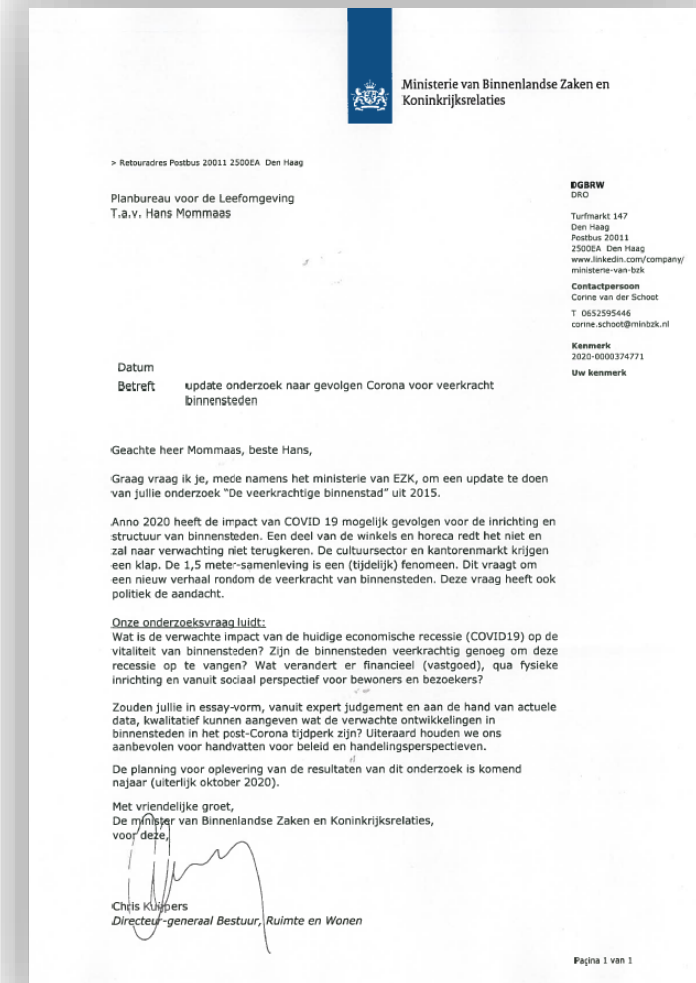 Ministerie van Binnenlandse Zaken en
Koninkrijksrelaties
> Retouradres Postbus 20011 2500EA Den Haag
Planbureau voor de Leefomgeving
T.a.v. Hans Mommaas
DGBRW
DRO
Turfmarkt 147
Den Haag
Postbus 20011
2500EA Den Haag
www.linkedin.com/company/
ministerie-van-bzk
Contactpersoon
Corine van der Schoot
T 0652595446
corine.schoot@minbzk.nl
Kenmerk
2020-0000374771
Uw kenmerk
Datum
Betreft update onderzoek naar gevolgen Corona voor veerkracht
binnensteden
Geachte heer Mommaas, beste Hans,
Graag vraag ik je, mede namens het ministerie van EZK, om een update te doen
van jullie onderzoek "De veerkrachtige binnenstad" uit 2015.
Anno 2020 heeft de impact van COVID 19 mogelijk gevolgen voor de inrichting en
structuur van binnensteden. Een deel van de winkels en horeca redt het niet en
zal naar verwachting niet terugkeren. De cultuursector en kantorenmarkt krijgen
een klap. De 1,5 meter-samenleving is een (tijdelijk) fenomeen. Dit vraagt om
een nieuw verhaal rondom de veerkracht van binnensteden. Deze vraag heeft ook
politiek de aandacht.
Onze onderzoeksvraag luidt:
Wat is de verwachte impact van de huidige economische recessie (COVID19) op de
vitaliteit van binnensteden? Zijn de binnensteden veerkrachtig genoeg om deze
recessie op te vangen? Wat verandert er financieel (vastgoed), qua fysieke
inrichting en vanuit sociaal perspectief voor bewoners en bezoekers?
Zouden jullie in essay-vorm, vanuit expert judgement en aan de hand van actuele
data, kwalitatief kunnen aangeven wat de verwachte ontwikkelingen in
binnensteden in het post-Corona tijdperk zijn? Uiteraard houden we ons
aanbevolen voor handvatten voor beleid en handelingsperspectieven.
De planning voor oplevering van de resultaten van dit onderzoek is komend
najaar (uiterlijk oktober 2020).
Met vriendelijke groet,
De minister van Binnenlandse Zaken en Koninkrijksrelaties,
voor deze,
Chris Kuijpers
Directeur-generaal Bestuur, Ruimte en Wonen
Pagina 1 van 1